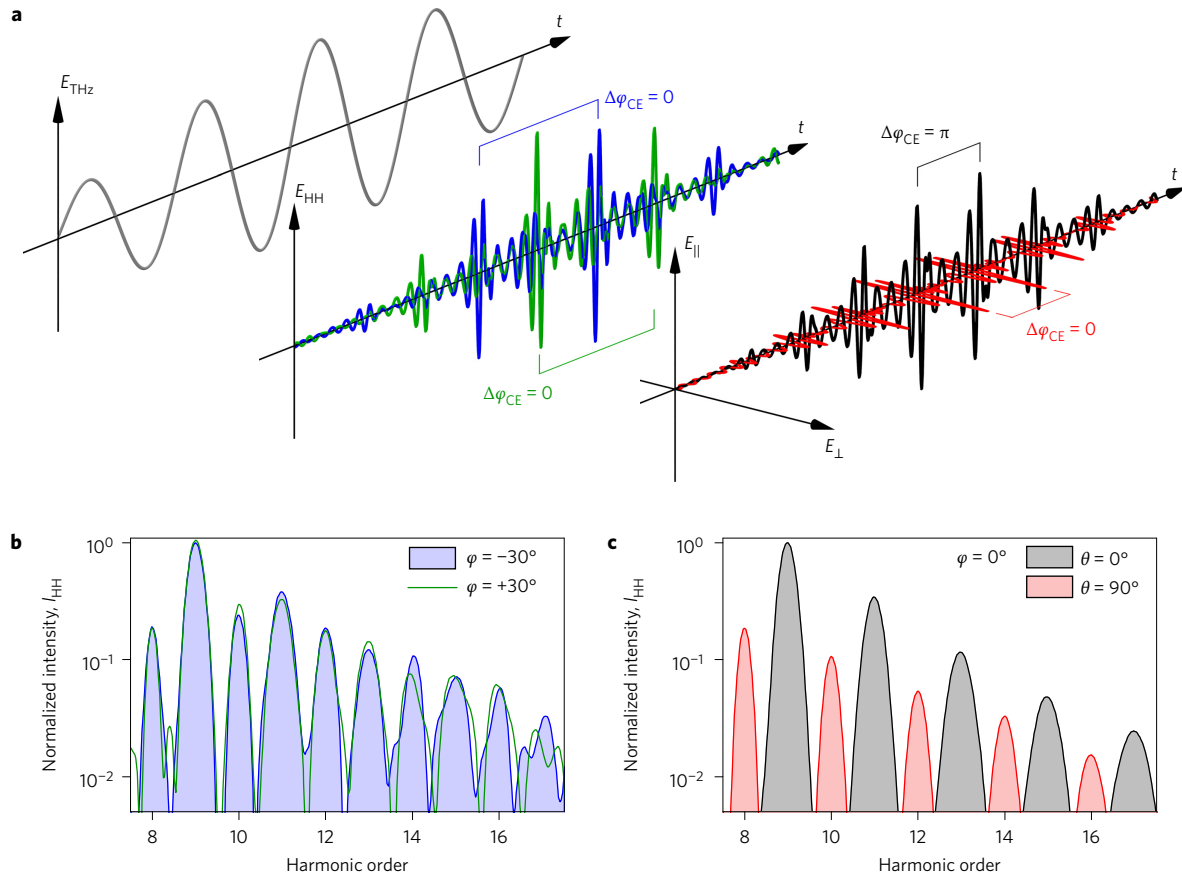 a
t
E_THz
Δφ_CE = 0
t
E_HH
Δφ_CE = 0
Δφ_CE = π
t
E_||
Δφ_CE = 0
E_⊥
b
Normalized intensity, I_HH
10^0
10^-1
10^-2
φ = −30°
φ = +30°
8 10 12 14 16
Harmonic order
c
Normalized intensity, I_HH
10^0
10^-1
10^-2
φ = 0° θ = 0°
θ = 90°
8 10 12 14 16
Harmonic order